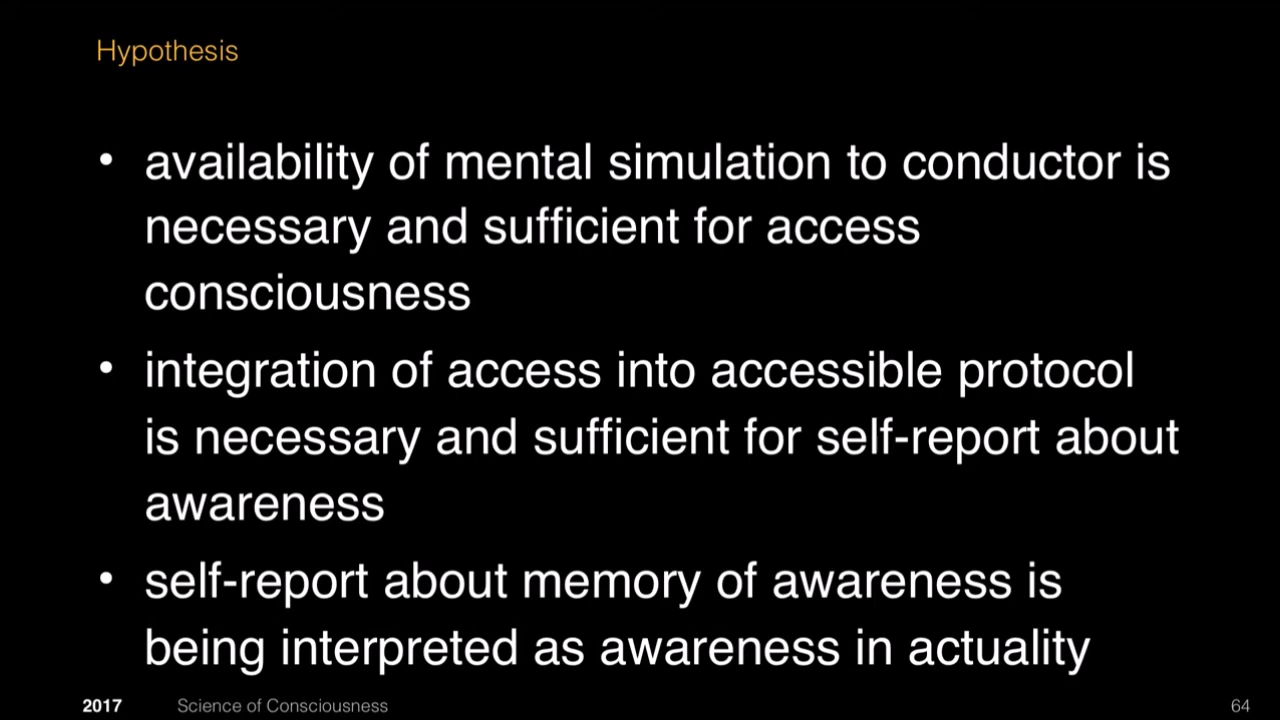 Hypothesis
• availability of mental simulation to conductor is
necessary and sufficient for access
consciousness
• integration of access into accessible protocol
is necessary and sufficient for self-report about
awareness
• self-report about memory of awareness is
being interpreted as awareness in actuality
2017 Science of Consciousness 64